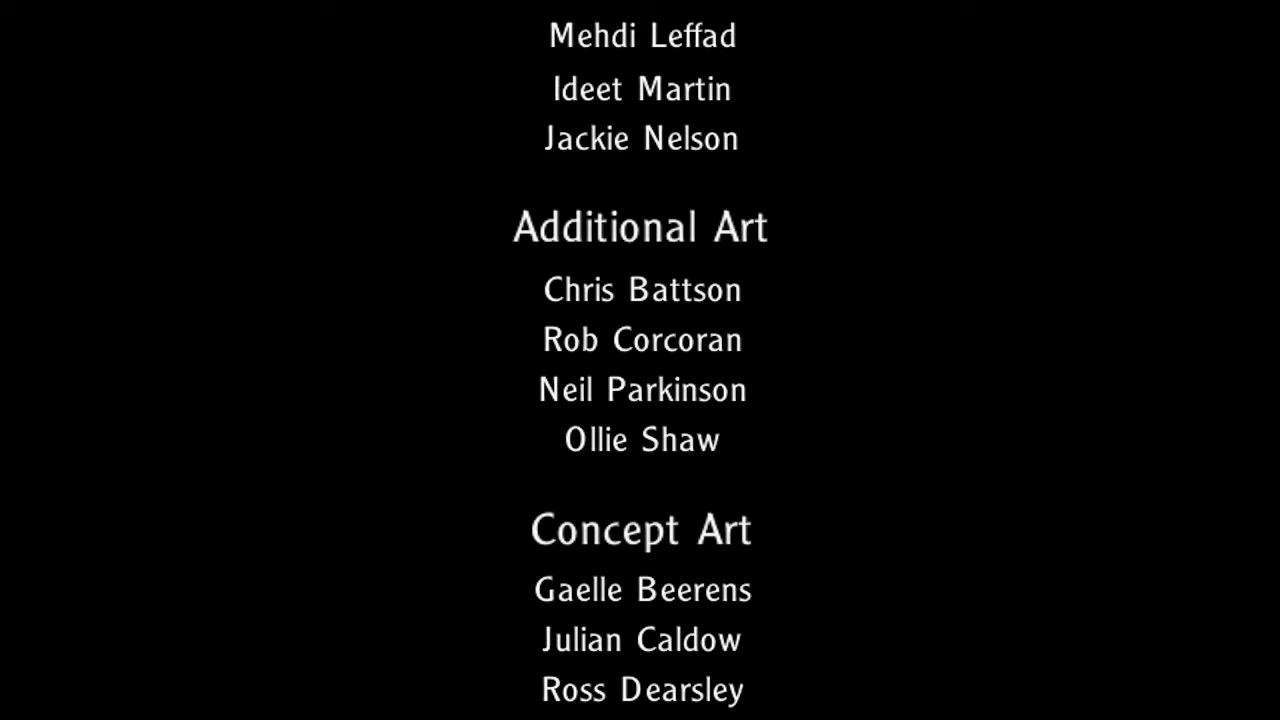 Mehdi Leffad
Ideet Martin
Jackie Nelson
Additional Art
Chris Battson
Rob Corcoran
Neil Parkinson
Ollie Shaw
Concept Art
Gaelle Beerens
Julian Caldow
Ross Dearsley